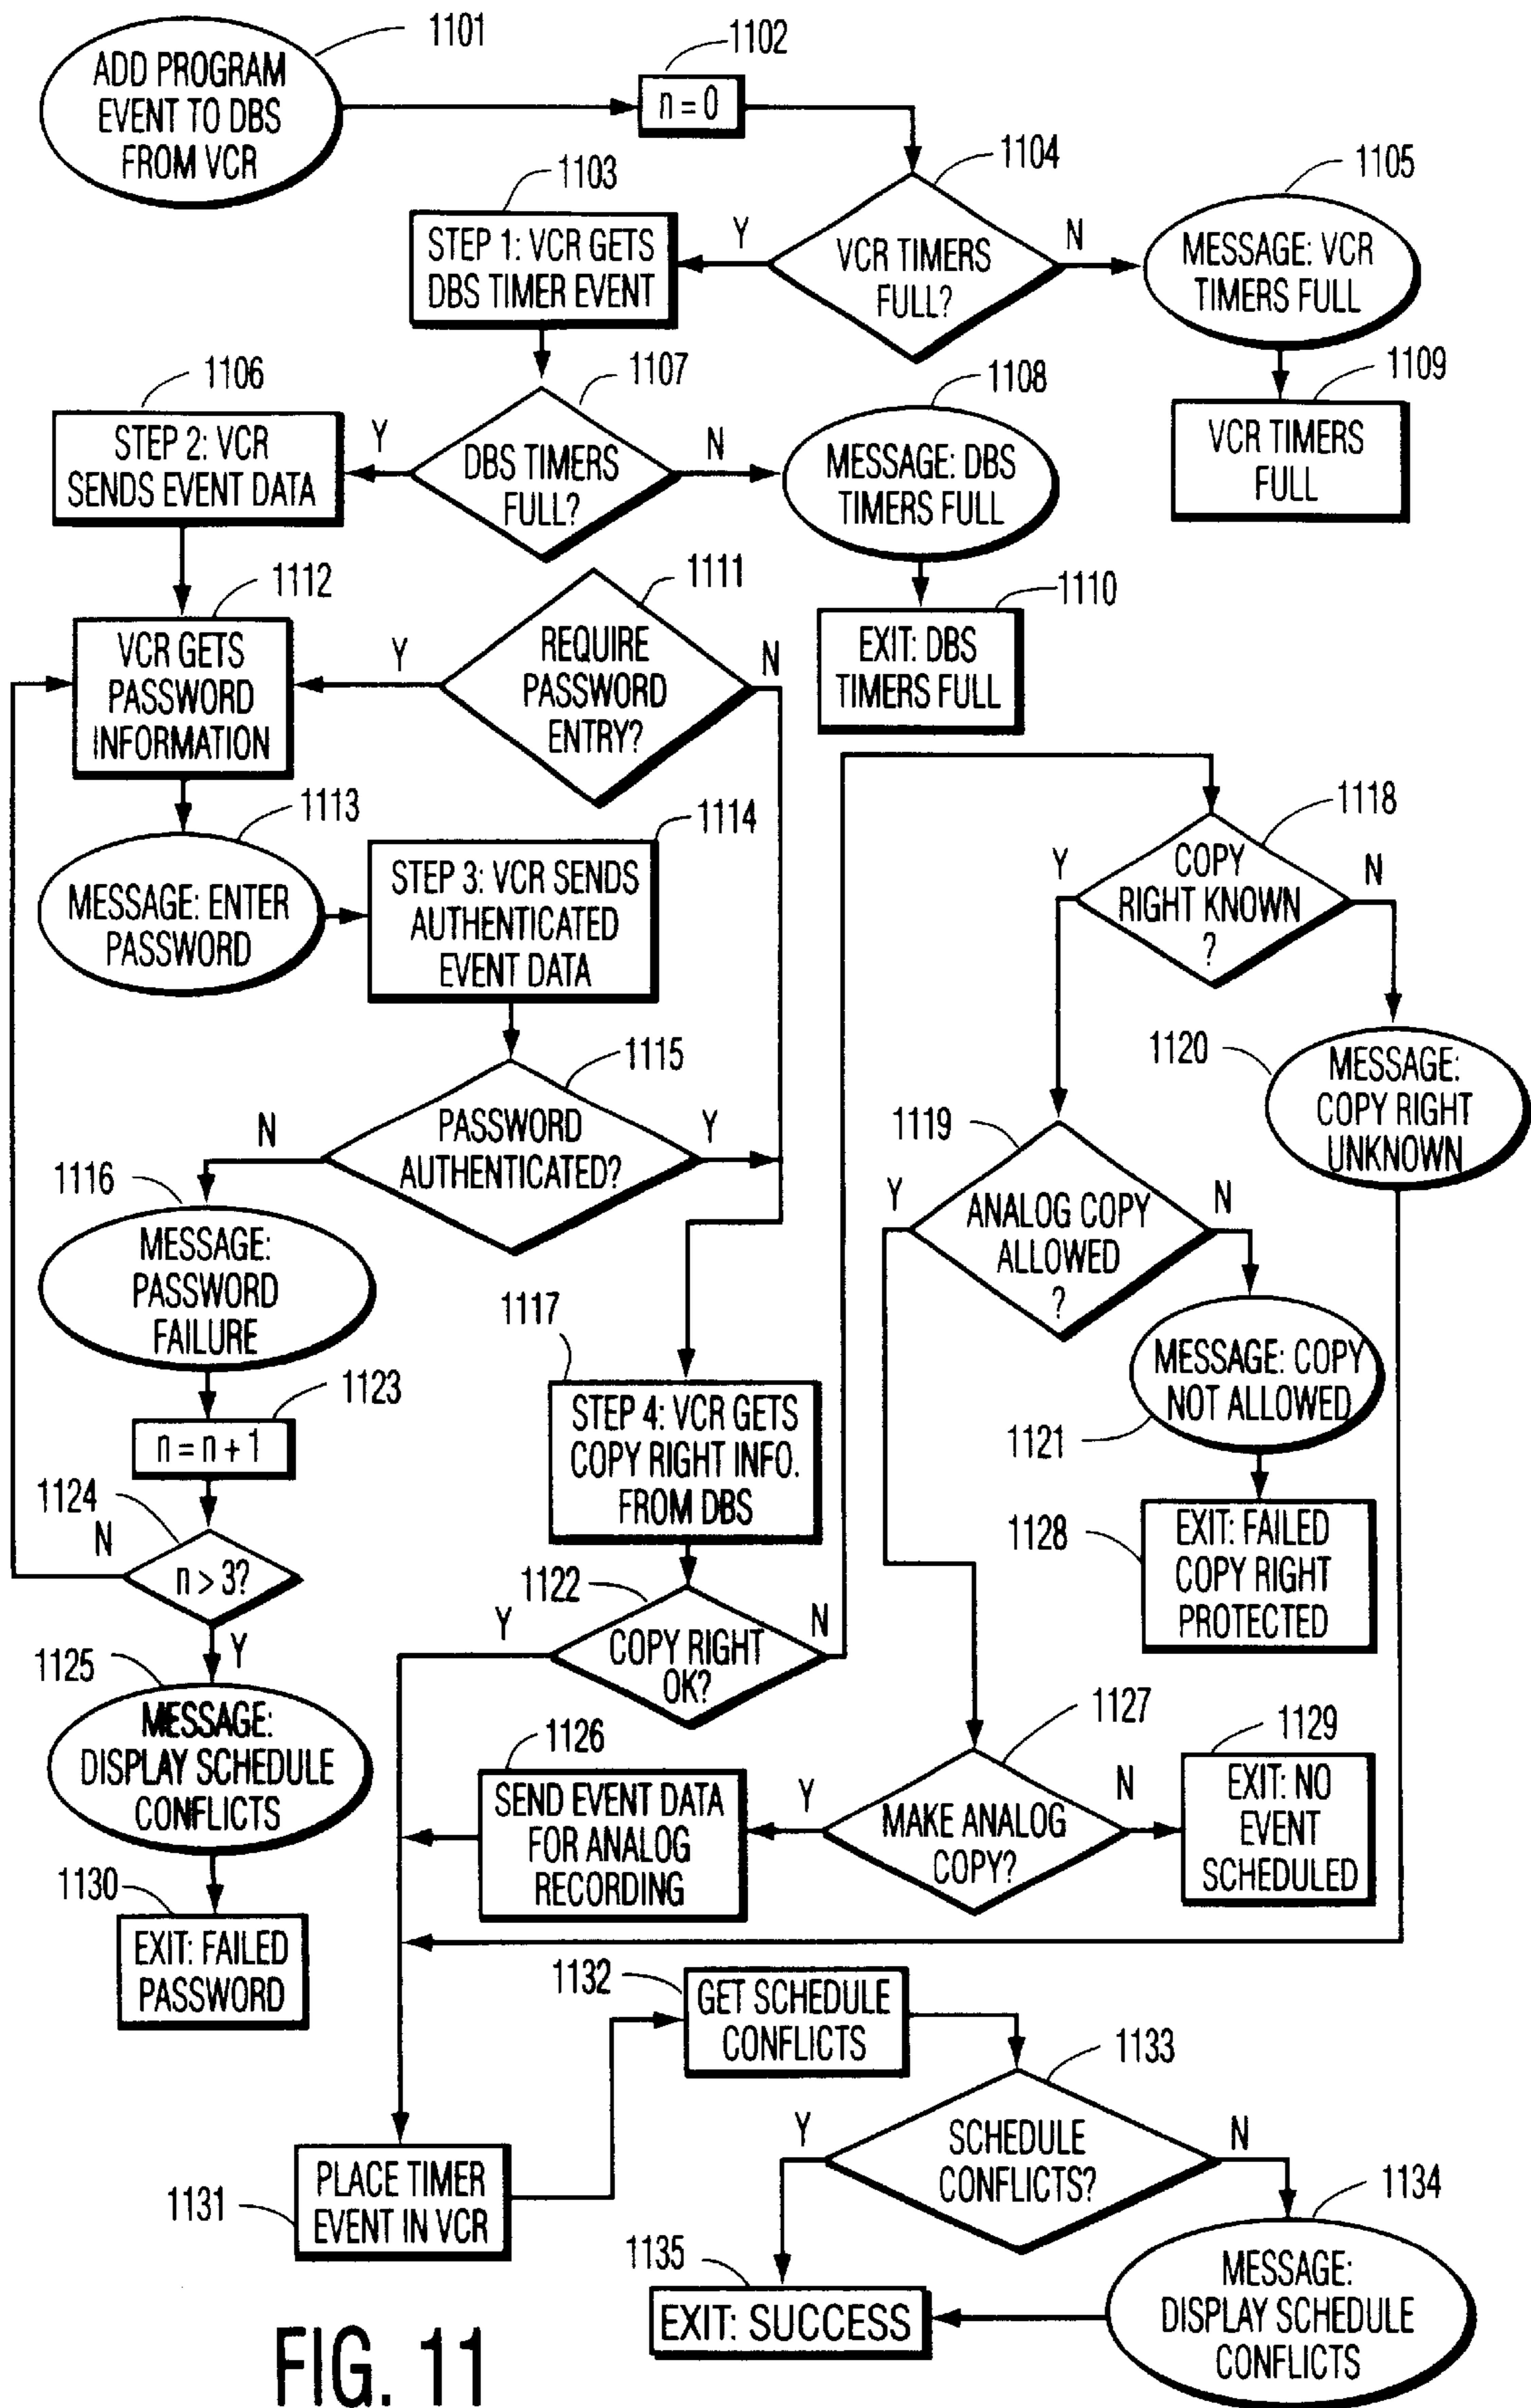 1101
ADD PROGRAM
EVENT TO DBS
FROM VCR
1102
n = 0
1103
STEP 1: VCR GETS
DBS TIMER EVENT
Y
1104
VCR TIMERS
FULL?
N
1105
MESSAGE: VCR
TIMERS FULL
1106
STEP 2: VCR
SENDS EVENT DATA
Y
1107
DBS TIMERS
FULL?
N
1108
MESSAGE: DBS
TIMERS FULL
1109
VCR TIMERS
FULL
1112
VCR GETS
PASSWORD
INFORMATION
Y
1111
REQUIRE
PASSWORD
ENTRY?
N
1110
EXIT: DBS
TIMERS FULL
1113
MESSAGE: ENTER
PASSWORD
1114
STEP 3: VCR SENDS
AUTHENTICATED
EVENT DATA
1118
Y
COPY
RIGHT KNOWN
?
N
1115
N
PASSWORD
AUTHENTICATED?
Y
1120
MESSAGE:
COPY RIGHT
UNKNOWN
1119
Y
ANALOG COPY
ALLOWED
?
N
1116
MESSAGE:
PASSWORD
FAILURE
1117
STEP 4: VCR GETS
COPY RIGHT INFO.
FROM DBS
MESSAGE: COPY
NOT ALLOWED
1121
1123
n = n + 1
1124
N
n > 3?
Y
1122
Y
COPY RIGHT
OK?
N
1128
EXIT: FAILED
COPY RIGHT
PROTECTED
1125
MESSAGE:
DISPLAY SCHEDULE
CONFLICTS
1126
SEND EVENT DATA
FOR ANALOG
RECORDING
Y
1127
MAKE ANALOG
COPY?
N
1129
EXIT: NO
EVENT
SCHEDULED
1130
EXIT: FAILED
PASSWORD
1132
GET SCHEDULE
CONFLICTS
1133
Y
SCHEDULE
CONFLICTS?
N
1131
PLACE TIMER
EVENT IN VCR
1134
MESSAGE:
DISPLAY SCHEDULE
CONFLICTS
1135
EXIT: SUCCESS
FIG. 11